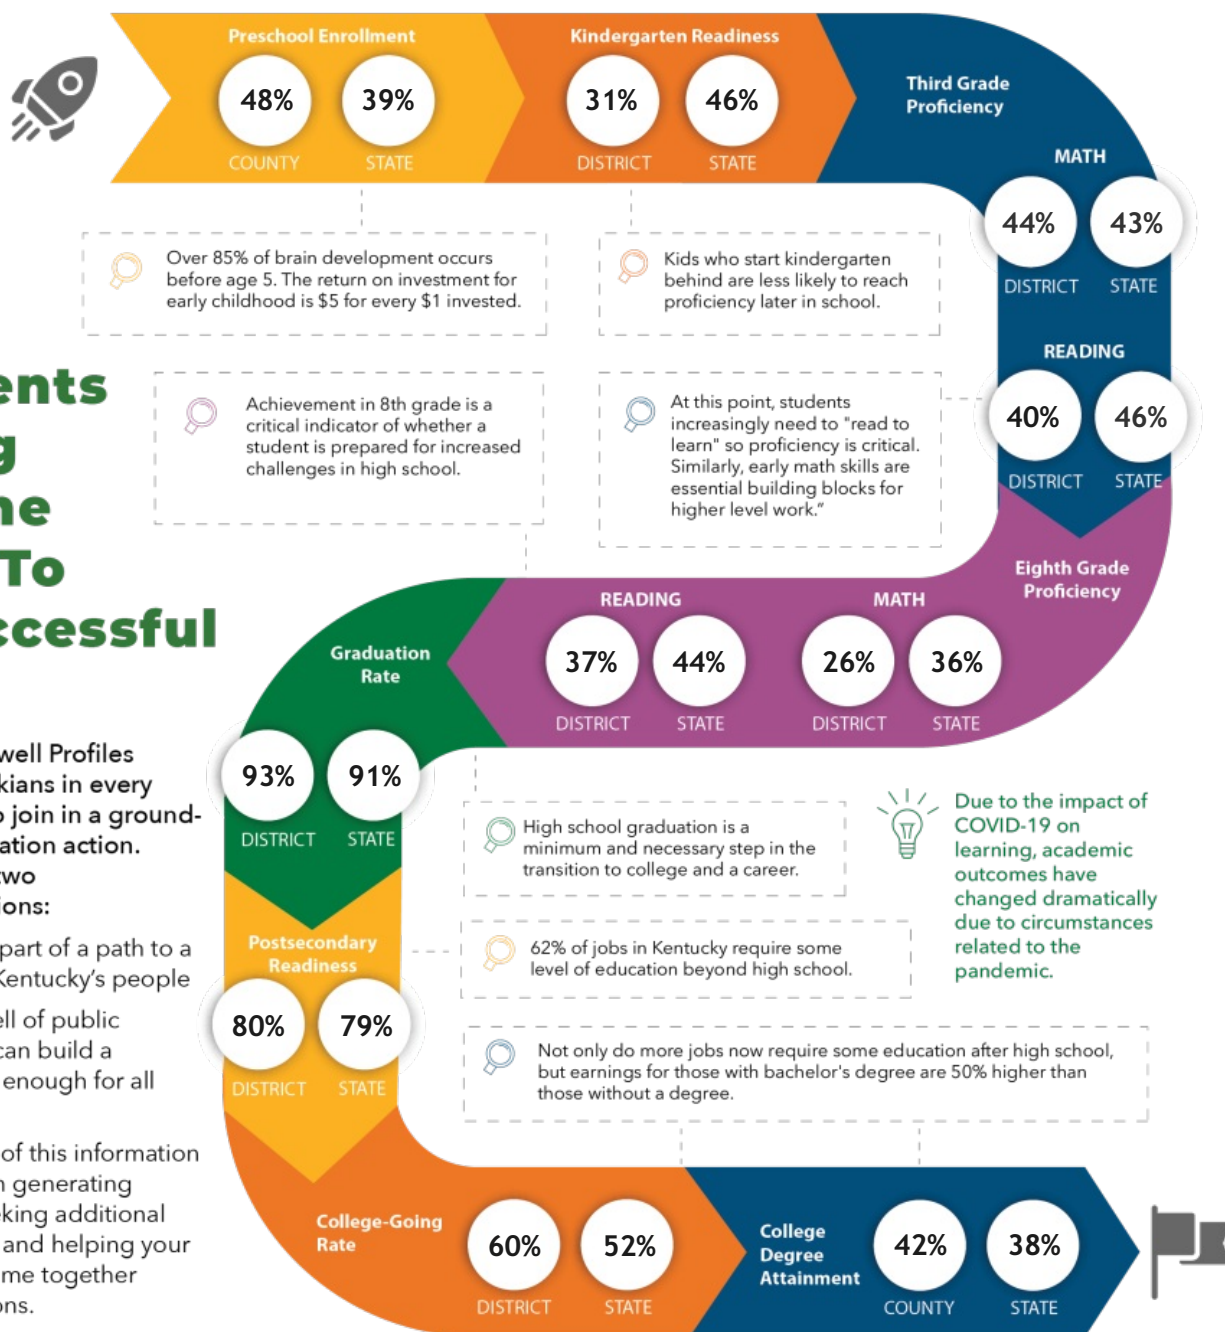 Preschool Enrollment
48%
39%
COUNTY
STATE
Kindergarten Readiness
31%
46%
DISTRICT
STATE
Third Grade
Proficiency
MATH
44%
43%
DISTRICT
STATE
READING
40%
46%
DISTRICT
STATE
Over 85% of brain development occurs
before age 5. The return on investment for
early childhood is $5 for every $1 invested.
Kids who start kindergarten
behind are less likely to reach
proficiency later in school.
Achievement in 8th grade is a
critical indicator of whether a
student is prepared for increased
challenges in high school.
At this point, students
increasingly need to "read to
learn" so proficiency is critical.
Similarly, early math skills are
essential building blocks for
higher level work.”
ents
g
ne
To
ccessful
Eighth Grade
Proficiency
READING
37%
44%
DISTRICT
STATE
MATH
26%
36%
DISTRICT
STATE
Graduation
Rate
93%
91%
DISTRICT
STATE
well Profiles
kians in every
o join in a ground-
ation action.
two
ions:
part of a path to a
Kentucky’s people
ell of public
can build a
enough for all
of this information
n generating
king additional
and helping your
me together
ons.
High school graduation is a
minimum and necessary step in the
transition to college and a career.
Due to the impact of
COVID-19 on
learning, academic
outcomes have
changed dramatically
due to circumstances
related to the
pandemic.
Postsecondary
Readiness
80%
79%
DISTRICT
STATE
62% of jobs in Kentucky require some
level of education beyond high school.
Not only do more jobs now require some education after high school,
but earnings for those with bachelor's degree are 50% higher than
those without a degree.
College-Going
Rate
60%
52%
DISTRICT
STATE
College
Degree
Attainment
42%
38%
COUNTY
STATE